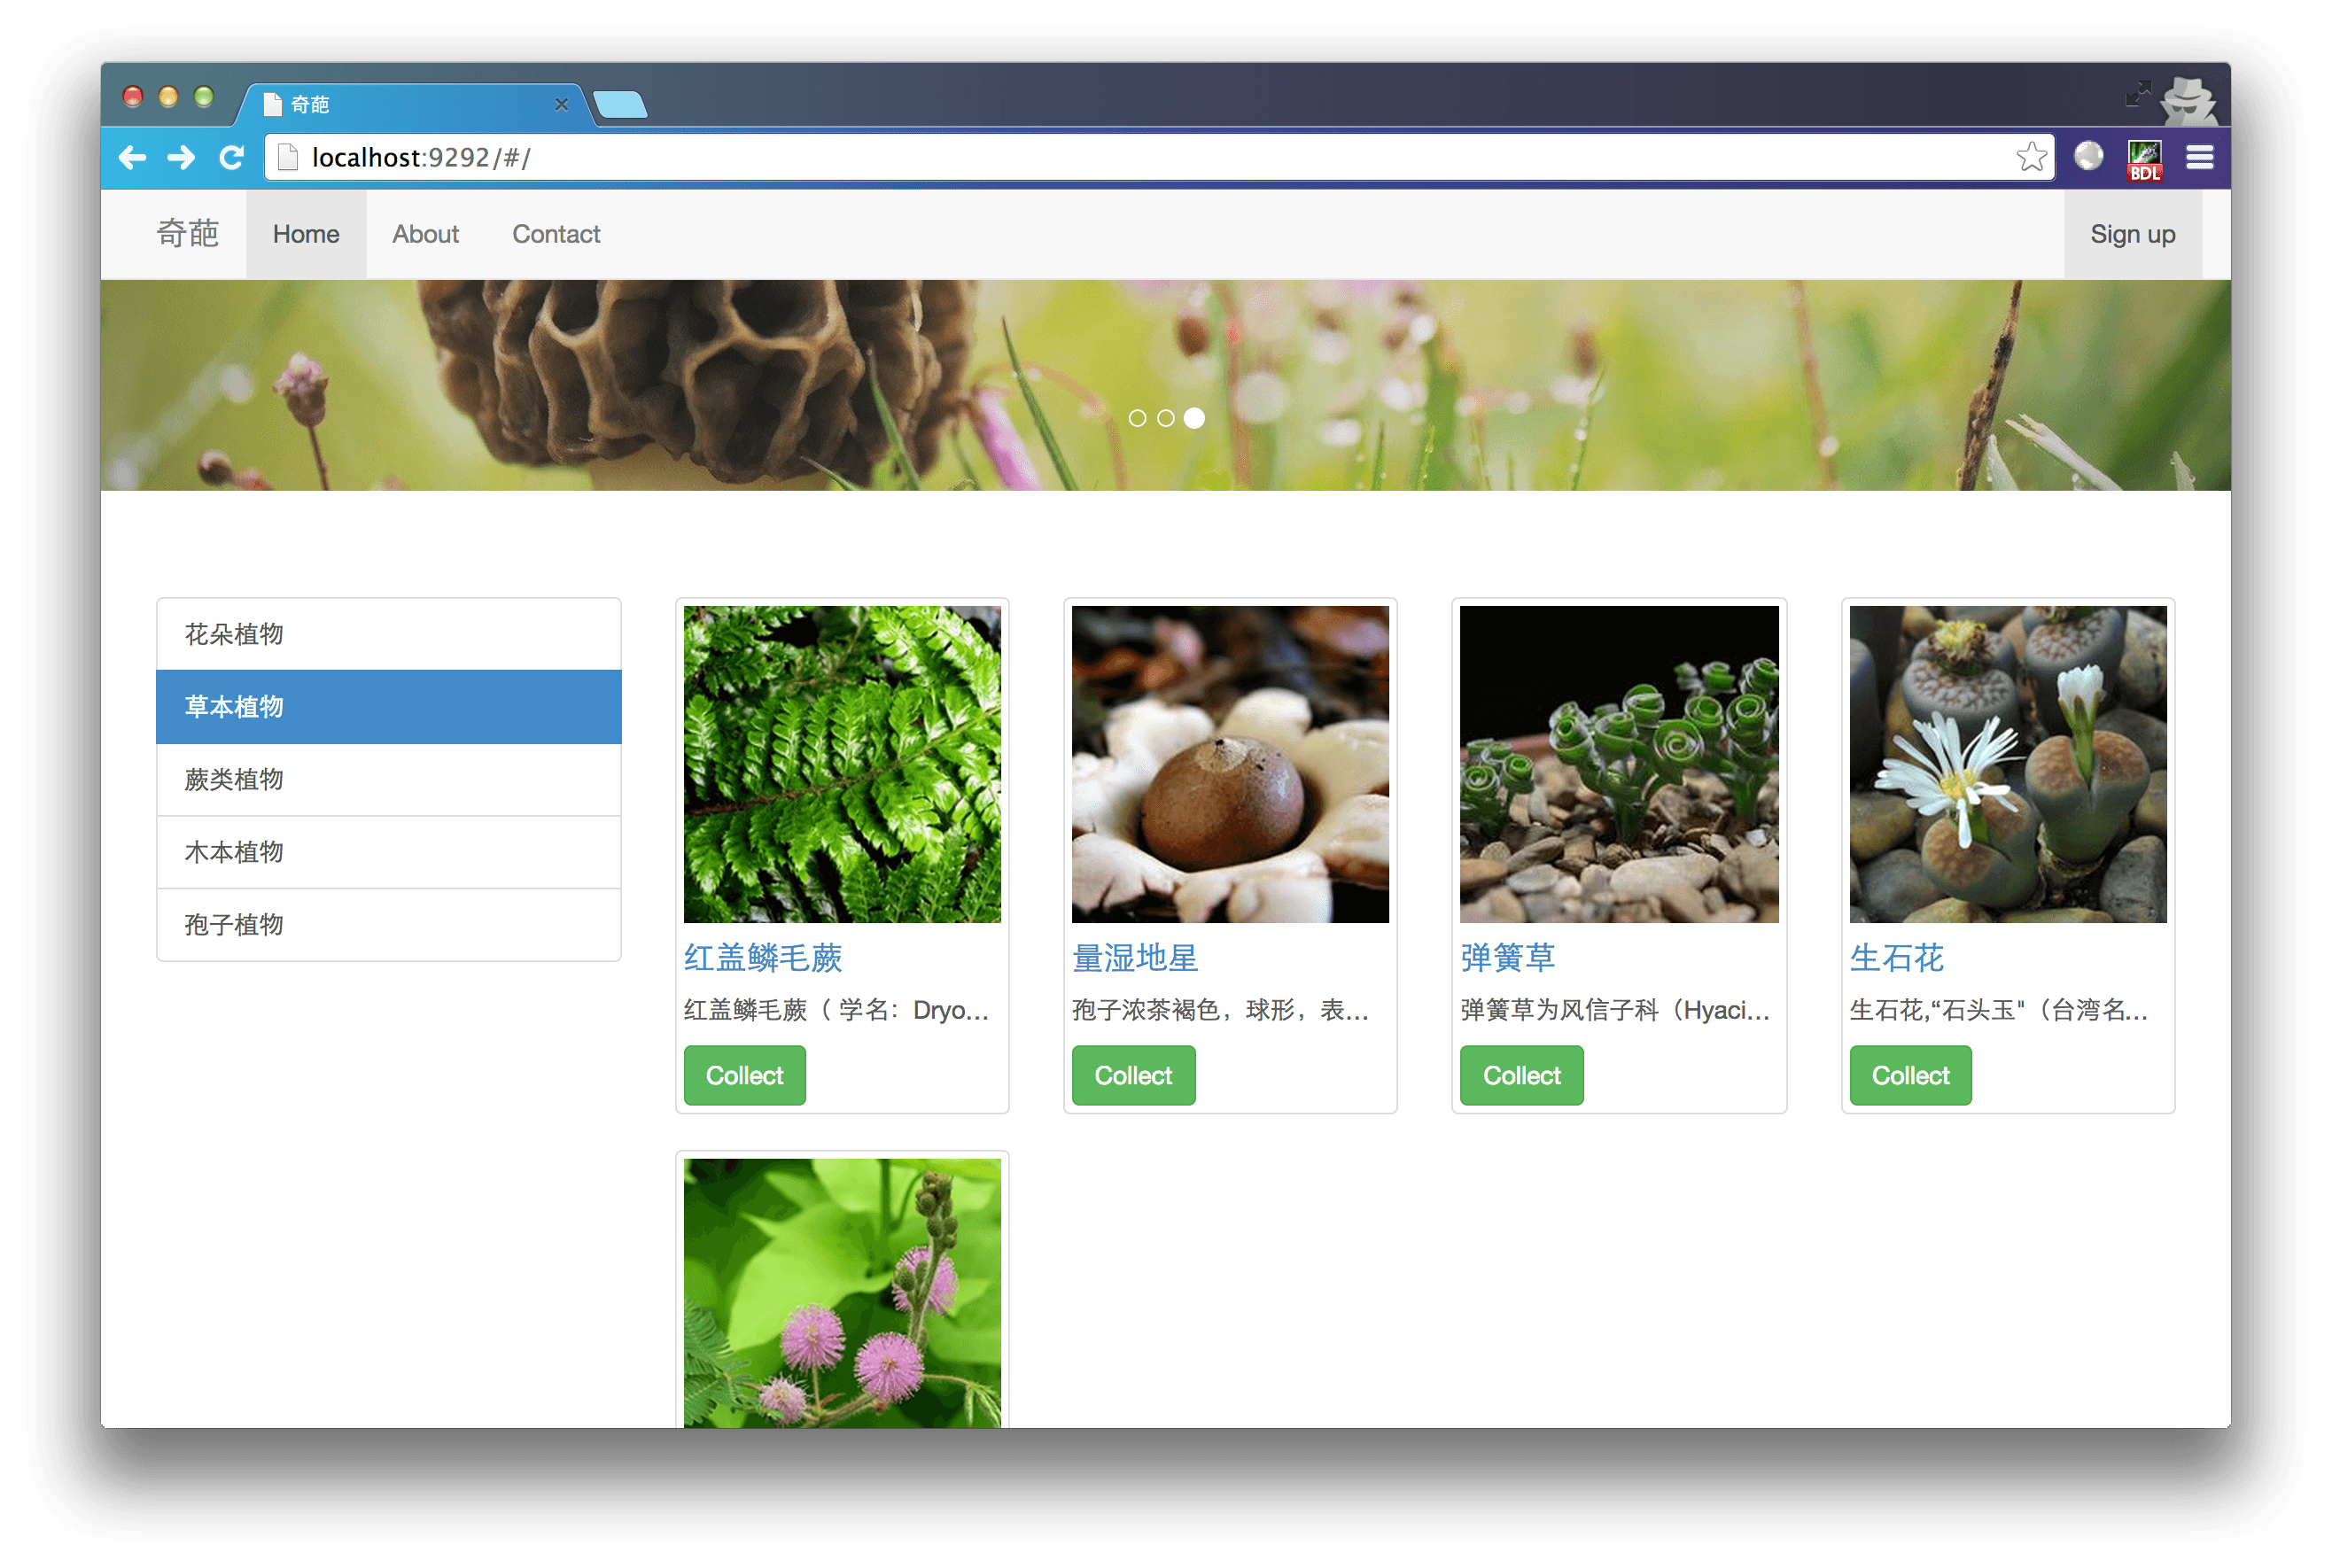 奇葩
localhost:9292/#/
BDL
奇葩 Home About Contact Sign up
花朵植物
草本植物
蕨类植物
木本植物
孢子植物
红盖鳞毛蕨
红盖鳞毛蕨（ 学名：Dryo...
Collect
量湿地星
孢子浓茶褐色，球形，表...
Collect
弹簧草
弹簧草为风信子科（Hyaci...
Collect
生石花
生石花,“石头玉"（台湾名...
Collect